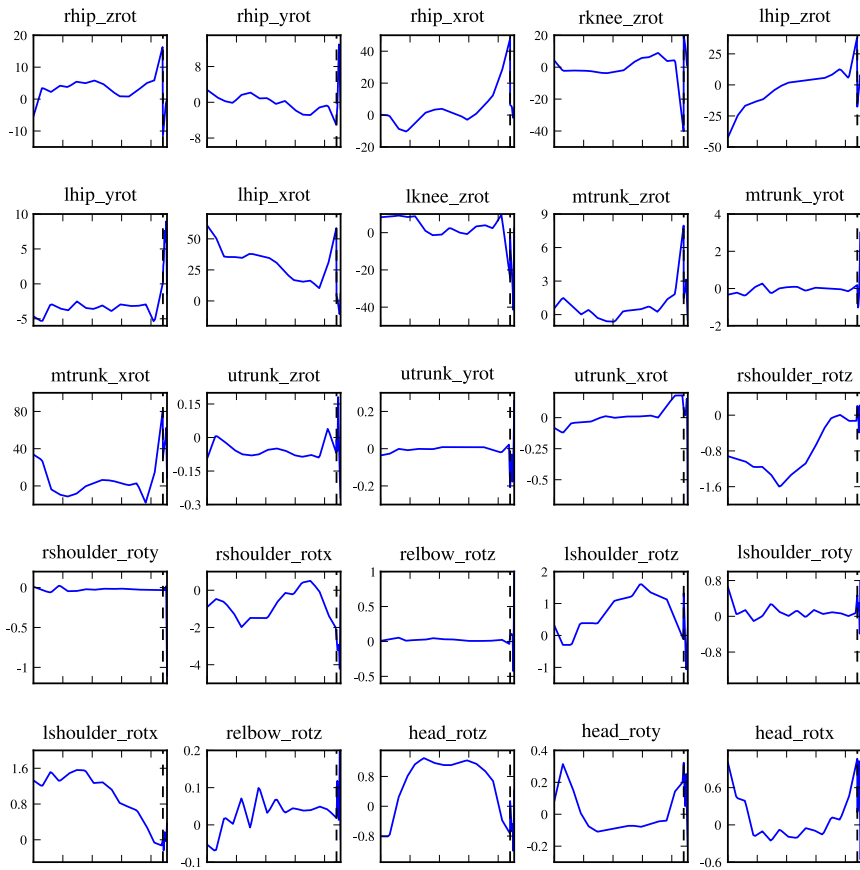 rhip_zrot rhip_yrot rhip_xrot rknee_zrot lhip_zrot
20 10 0 -10
8 0 -8
40 20 0 -20
20 0 -20 -40
25 0 -25 -50
lhip_yrot lhip_xrot lknee_zrot mtrunk_zrot mtrunk_yrot
10 5 0 -5
50 25 0
0 -20 -40
9 6 3 0
4 2 0 -2
mtrunk_xrot utrunk_zrot utrunk_yrot utrunk_xrot rshoulder_rotz
80 40 0
0.15 0 -0.15 -0.3
0.2 0 -0.2
0 -0.25 -0.5
0 -0.8 -1.6
rshoulder_roty rshoulder_rotx relbow_rotz lshoulder_rotz lshoulder_roty
0 -0.5 -1
0 -2 -4
1 0.5 0 -0.5
2 1 0 -1
0.8 0 -0.8
lshoulder_rotx relbow_rotz head_rotz head_roty head_rotx
1.6 0.8 0
0.2 0.1 0 -0.1
0.8 0 -0.8
0.4 0.2 0 -0.2
0.6 0 -0.6